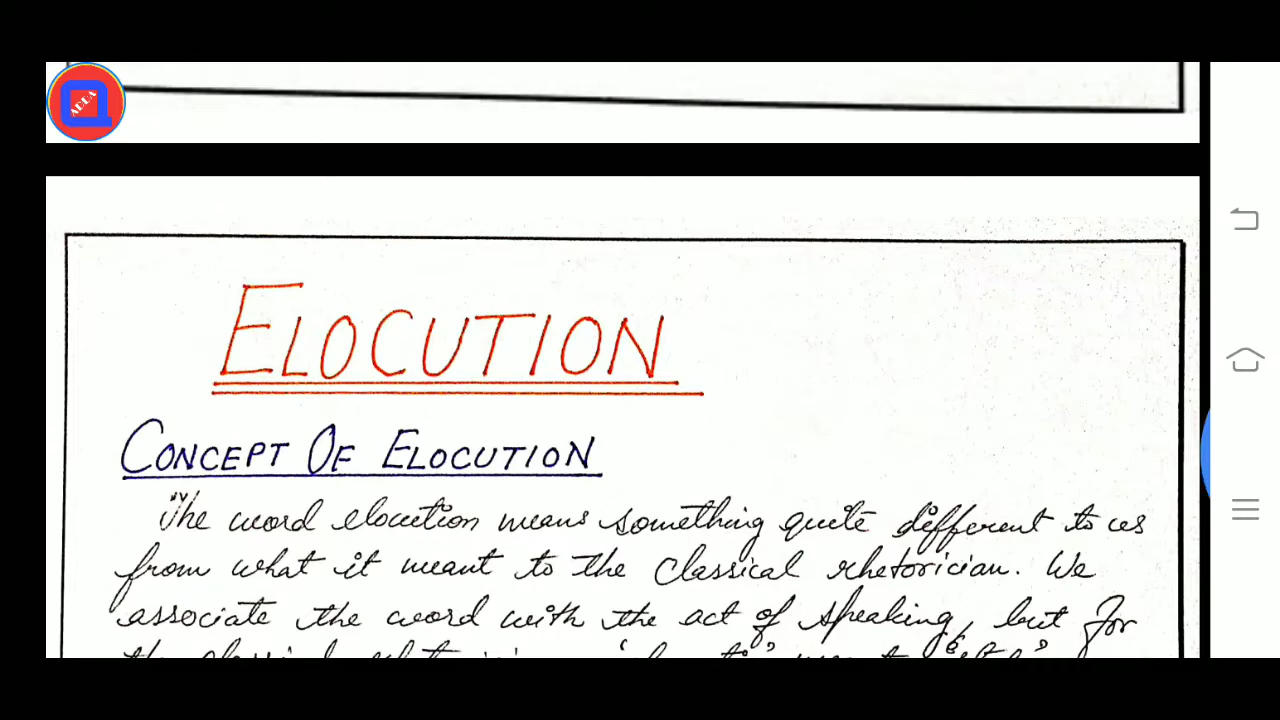 ADDA
ELOCUTION
CONCEPT OF ELOCUTION
The word elocution means something quite different to us
from what it meant to the classical rhetorician. We
associate the word with the act of speaking, but for